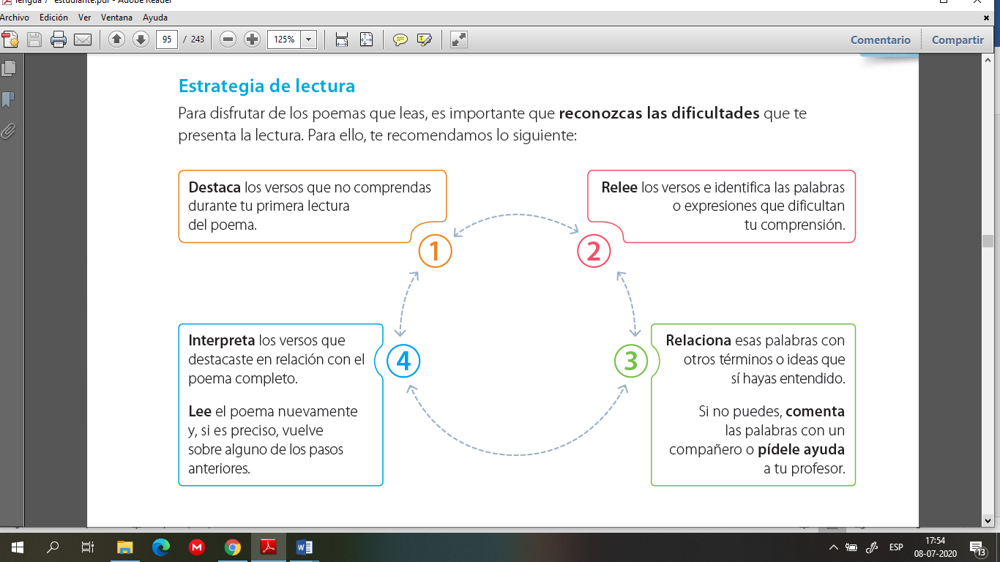 lengua 7° estudiante.pdf - Adobe Reader
Archivo Edición Ver Ventana Ayuda
95 / 243 125% Comentario Compartir
Estrategia de lectura
Para disfrutar de los poemas que leas, es importante que reconozcas las dificultades que te
presenta la lectura. Para ello, te recomendamos lo siguiente:
Destaca los versos que no comprendas
durante tu primera lectura
del poema.
1
Relee los versos e identifica las palabras
o expresiones que dificultan
tu comprensión.
2
Relaciona esas palabras con
otros términos o ideas que
sí hayas entendido.
Si no puedes, comenta
las palabras con un
compañero o pídele ayuda
a tu profesor.
3
Interpreta los versos que
destacaste en relación con el
poema completo.
Lee el poema nuevamente
y, si es preciso, vuelve
sobre alguno de los pasos
anteriores.
4
ESP
17:54
08-07-2020
13